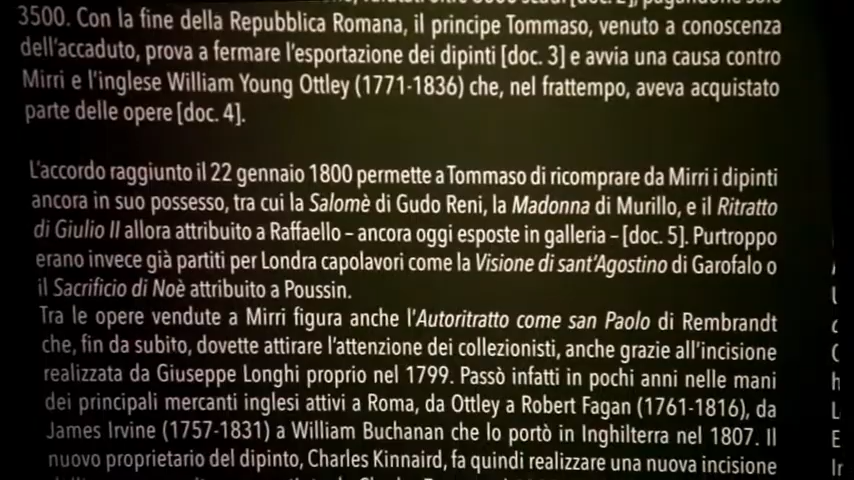 3500. Con la fine della Repubblica Romana, il principe Tommaso, venuto a conoscenza
dell'accaduto, prova a fermare l'esportazione dei dipinti [doc. 3] e avvia una causa contro
Mirri e l'inglese William Young Ottley (1771-1836) che, nel frattempo, aveva acquistato
parte delle opere [doc. 4].
L'accordo raggiunto il 22 gennaio 1800 permette a Tommaso di ricomprare da Mirri i dipinti
ancora in suo possesso, tra cui la Salomè di Gudo Reni, la Madonna di Murillo, e il Ritratto
di Giulio II allora attribuito a Raffaello – ancora oggi esposte in galleria – [doc. 5]. Purtroppo
erano invece già partiti per Londra capolavori come la Visione di sant'Agostino di Garofalo o
il Sacrificio di Noè attribuito a Poussin.
Tra le opere vendute a Mirri figura anche l'Autoritratto come san Paolo di Rembrandt
che, fin da subito, dovette attirare l'attenzione dei collezionisti, anche grazie all'incisione
realizzata da Giuseppe Longhi proprio nel 1799. Passò infatti in pochi anni nelle mani
dei principali mercanti inglesi attivi a Roma, da Ottley a Robert Fagan (1761-1816), da
James Irvine (1757-1831) a William Buchanan che lo portò in Inghilterra nel 1807. Il
nuovo proprietario del dipinto, Charles Kinnaird, fa quindi realizzare una nuova incisione